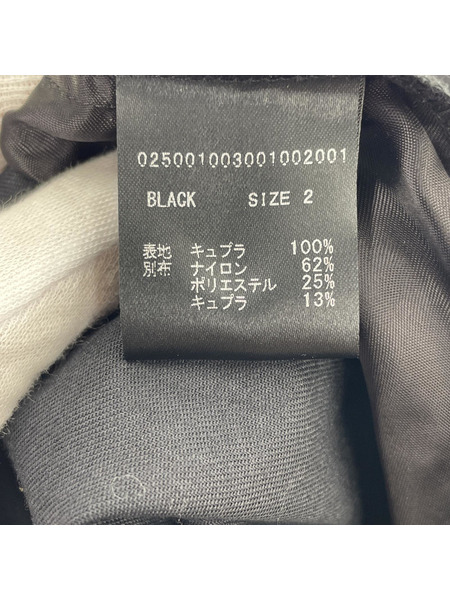 025001003001002001
BLACK SIZE 2
表地 キュプラ 100%
別布 ナイロン 62%
ポリエステル 25%
キュプラ 13%